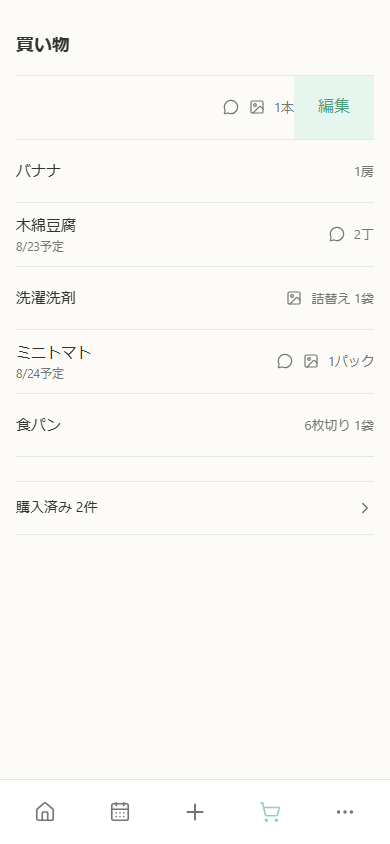 買い物
1本 編集
バナナ 1房
木綿豆腐 2丁
8/23予定
洗濯洗剤 詰替え 1袋
ミニトマト 1パック
8/24予定
食パン 6枚切り 1袋
購入済み 2件